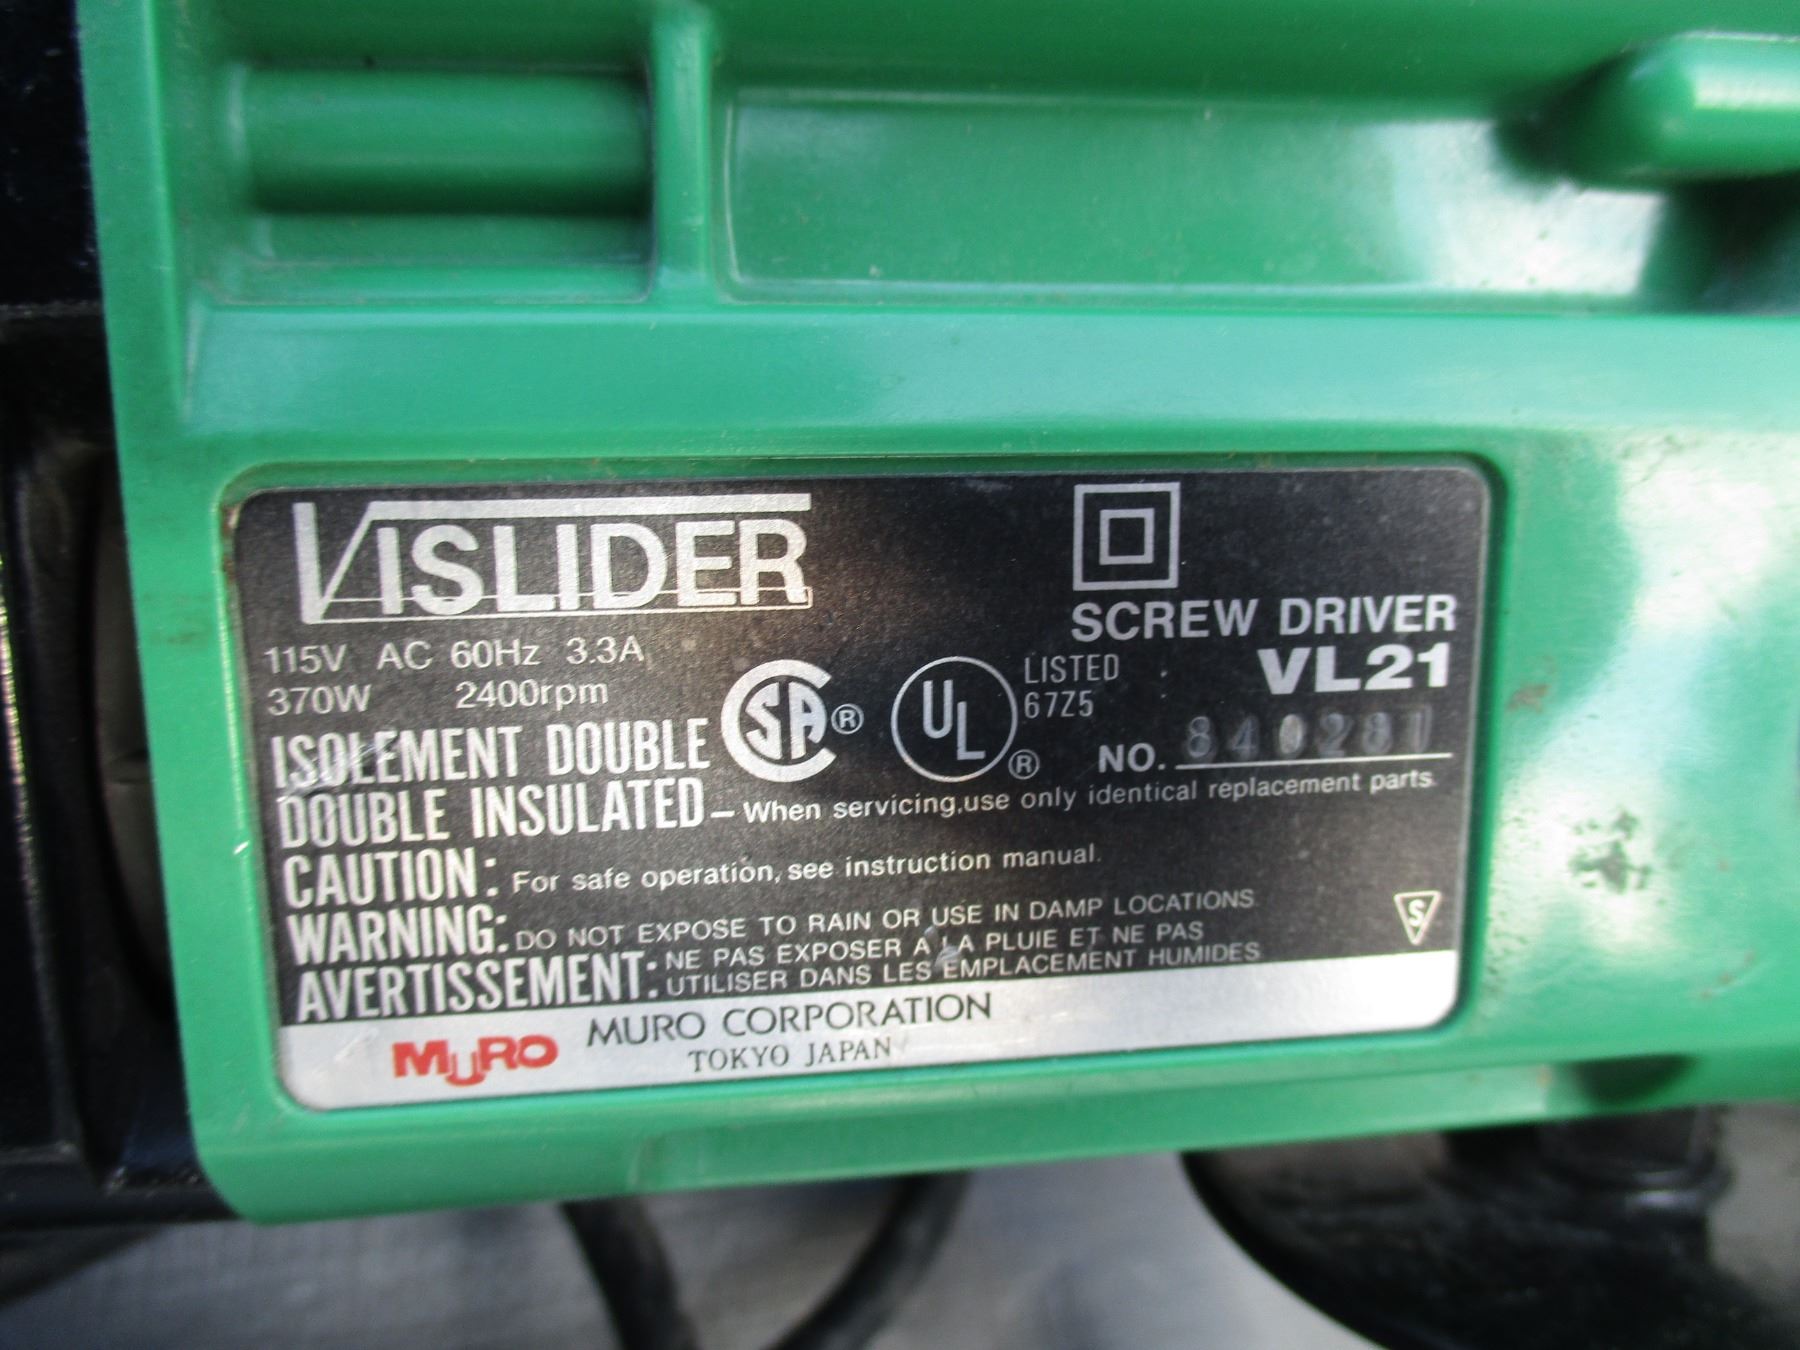 VISLIDER
SCREW DRIVER
VL21
115V AC 60Hz 3.3A
370W 2400rpm
CSA ®
UL ®
LISTED
67Z5
NO. 840281
ISOLEMENT DOUBLE
DOUBLE INSULATED – When servicing,use only identical replacement parts.
CAUTION: For safe operation, see instruction manual.
WARNING: DO NOT EXPOSE TO RAIN OR USE IN DAMP LOCATIONS.
AVERTISSEMENT: NE PAS EXPOSER A LA PLUIE ET NE PAS
UTILISER DANS LES EMPLACEMENT HUMIDES.
S
MURO MURO CORPORATION
TOKYO JAPAN